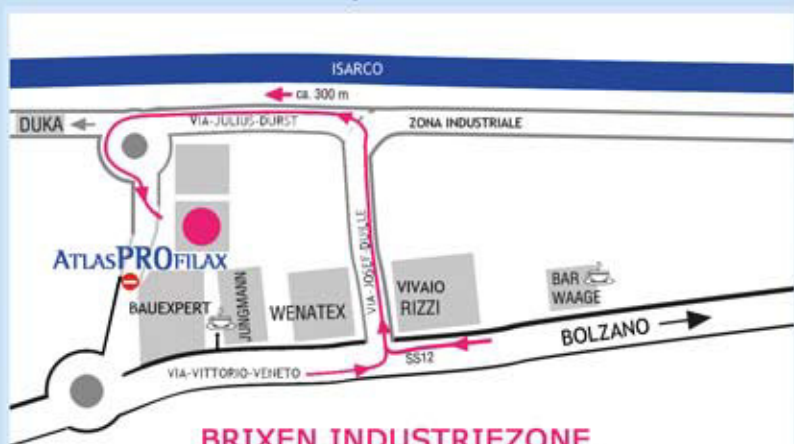 ISARCO
ca. 300 m
DUKA
VIA-JULIUS-DURST
ZONA INDUSTRIALE
VIA-JOSEF-DUILLE
ATLASPROFILAX
BAUEXPERT
JUNGMANN
WENATEX
VIVAIO
RIZZI
BAR
WAAGE
BOLZANO
SS12
VIA-VITTORIO-VENETO
BRIXEN INDUSTRIEZONE